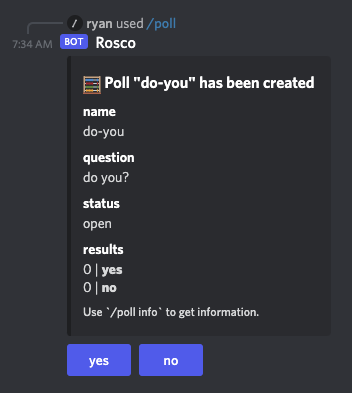 / ryan used /poll
7:34 AM BOT Rosco
🧮 Poll "do-you" has been created
name
do-you
question
do you?
status
open
results
0 | yes
0 | no
Use `/poll info` to get information.
yes no